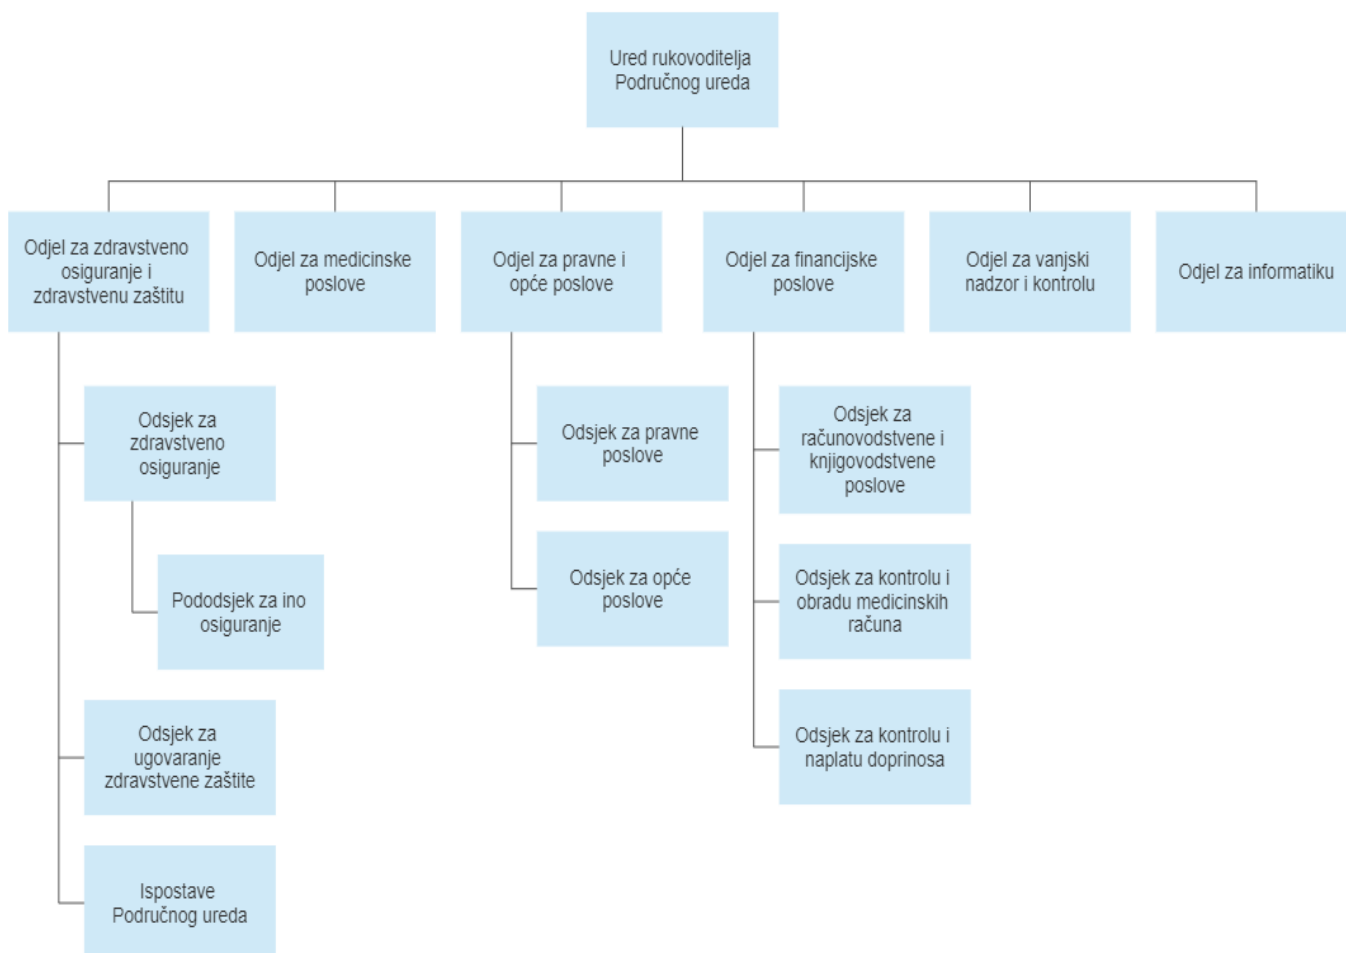 Ured rukovoditelja
Područnog ureda
Odjel za zdravstveno
osiguranje i
zdravstvenu zaštitu
Odjel za medicinske
poslove
Odjel za pravne i
opće poslove
Odjel za financijske
poslove
Odjel za vanjski
nadzor i kontrolu
Odjel za informatiku
Odsjek za
zdravstveno
osiguranje
Pododsjek za ino
osiguranje
Odsjek za
ugovaranje
zdravstvene zaštite
Ispostave
Područnog ureda
Odsjek za pravne
poslove
Odsjek za opće
poslove
Odsjek za
računovodstvene i
knjigovodstvene
poslove
Odsjek za kontrolu i
obradu medicinskih
računa
Odsjek za kontrolu i
naplatu doprinosa